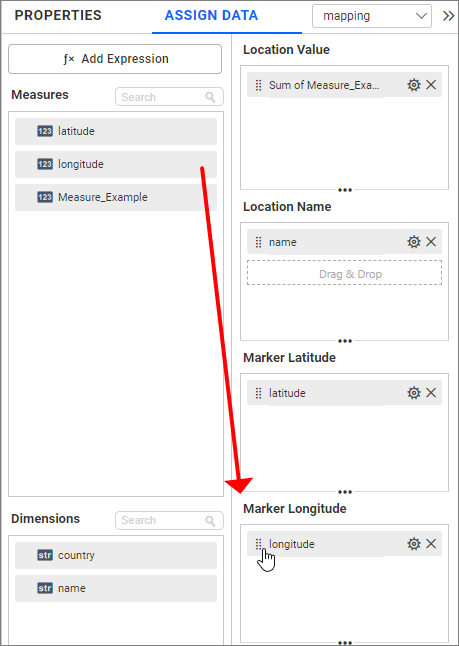 PROPERTIES
ASSIGN DATA
mapping
ƒ× Add Expression
Measures
Search
123 latitude
123 longitude
123 Measure_Example
Dimensions
Search
str country
str name
Location Value
Sum of Measure_Exa...
Location Name
name
Drag & Drop
Marker Latitude
latitude
Marker Longitude
longitude